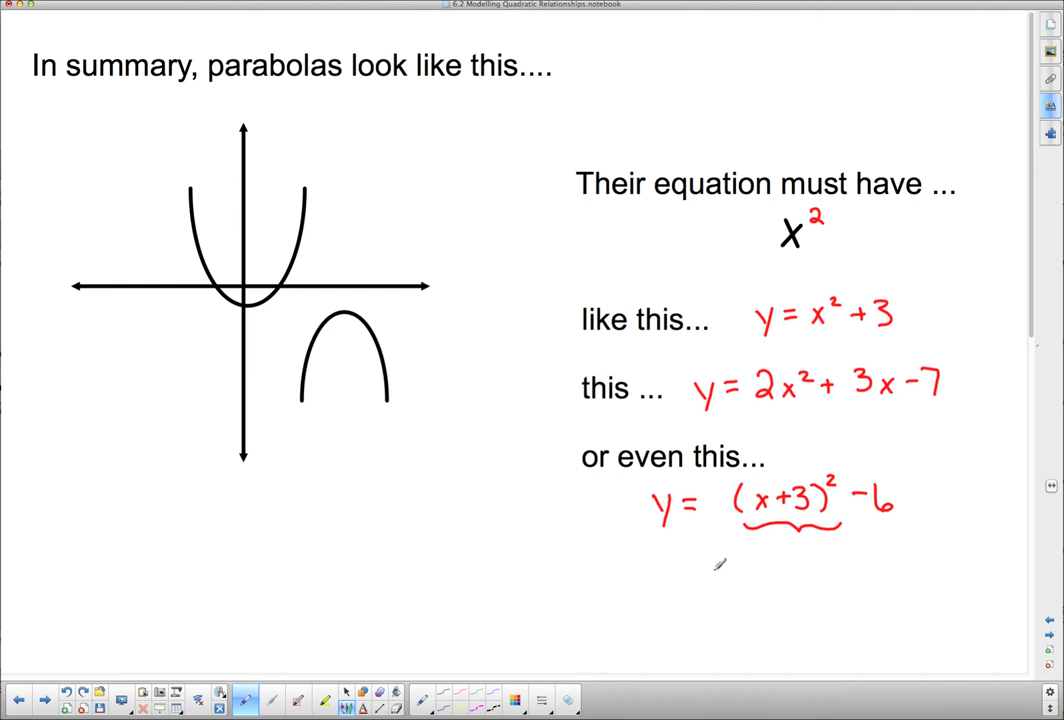 6.2 Modelling Quadratic Relationships.notebook
In summary, parabolas look like this....
Their equation must have ...
x²
like this... y = x² + 3
this ... y = 2x² + 3x - 7
or even this...
y = (x+3)² - 6